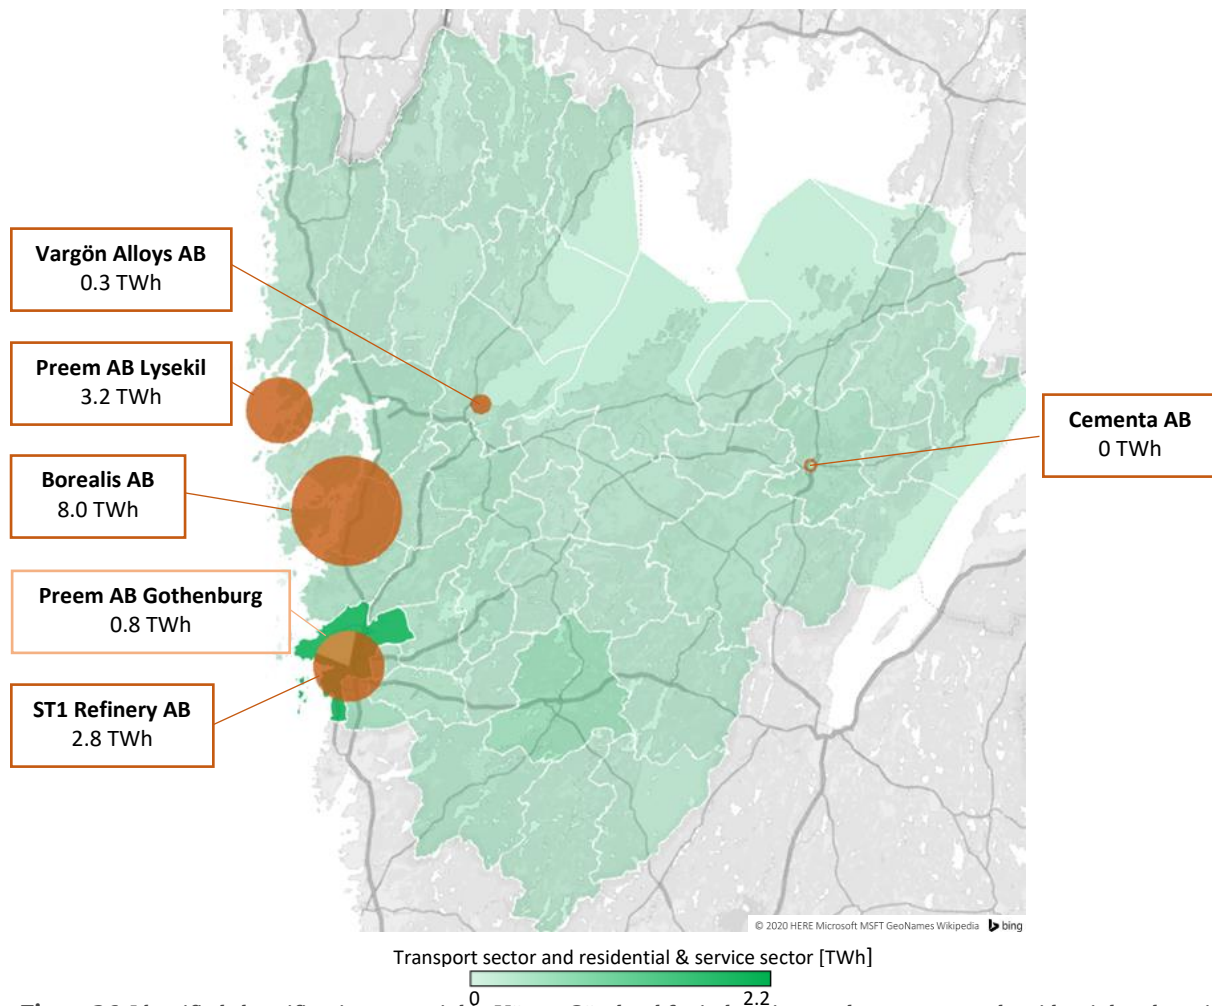 Vargön Alloys AB
0.3 TWh
Preem AB Lysekil
3.2 TWh
Borealis AB
8.0 TWh
Preem AB Gothenburg
0.8 TWh
ST1 Refinery AB
2.8 TWh
Cementa AB
0 TWh
© 2020 HERE Microsoft MSFT GeoNames Wikipedia bing
Transport sector and residential & service sector [TWh]
0 2.2